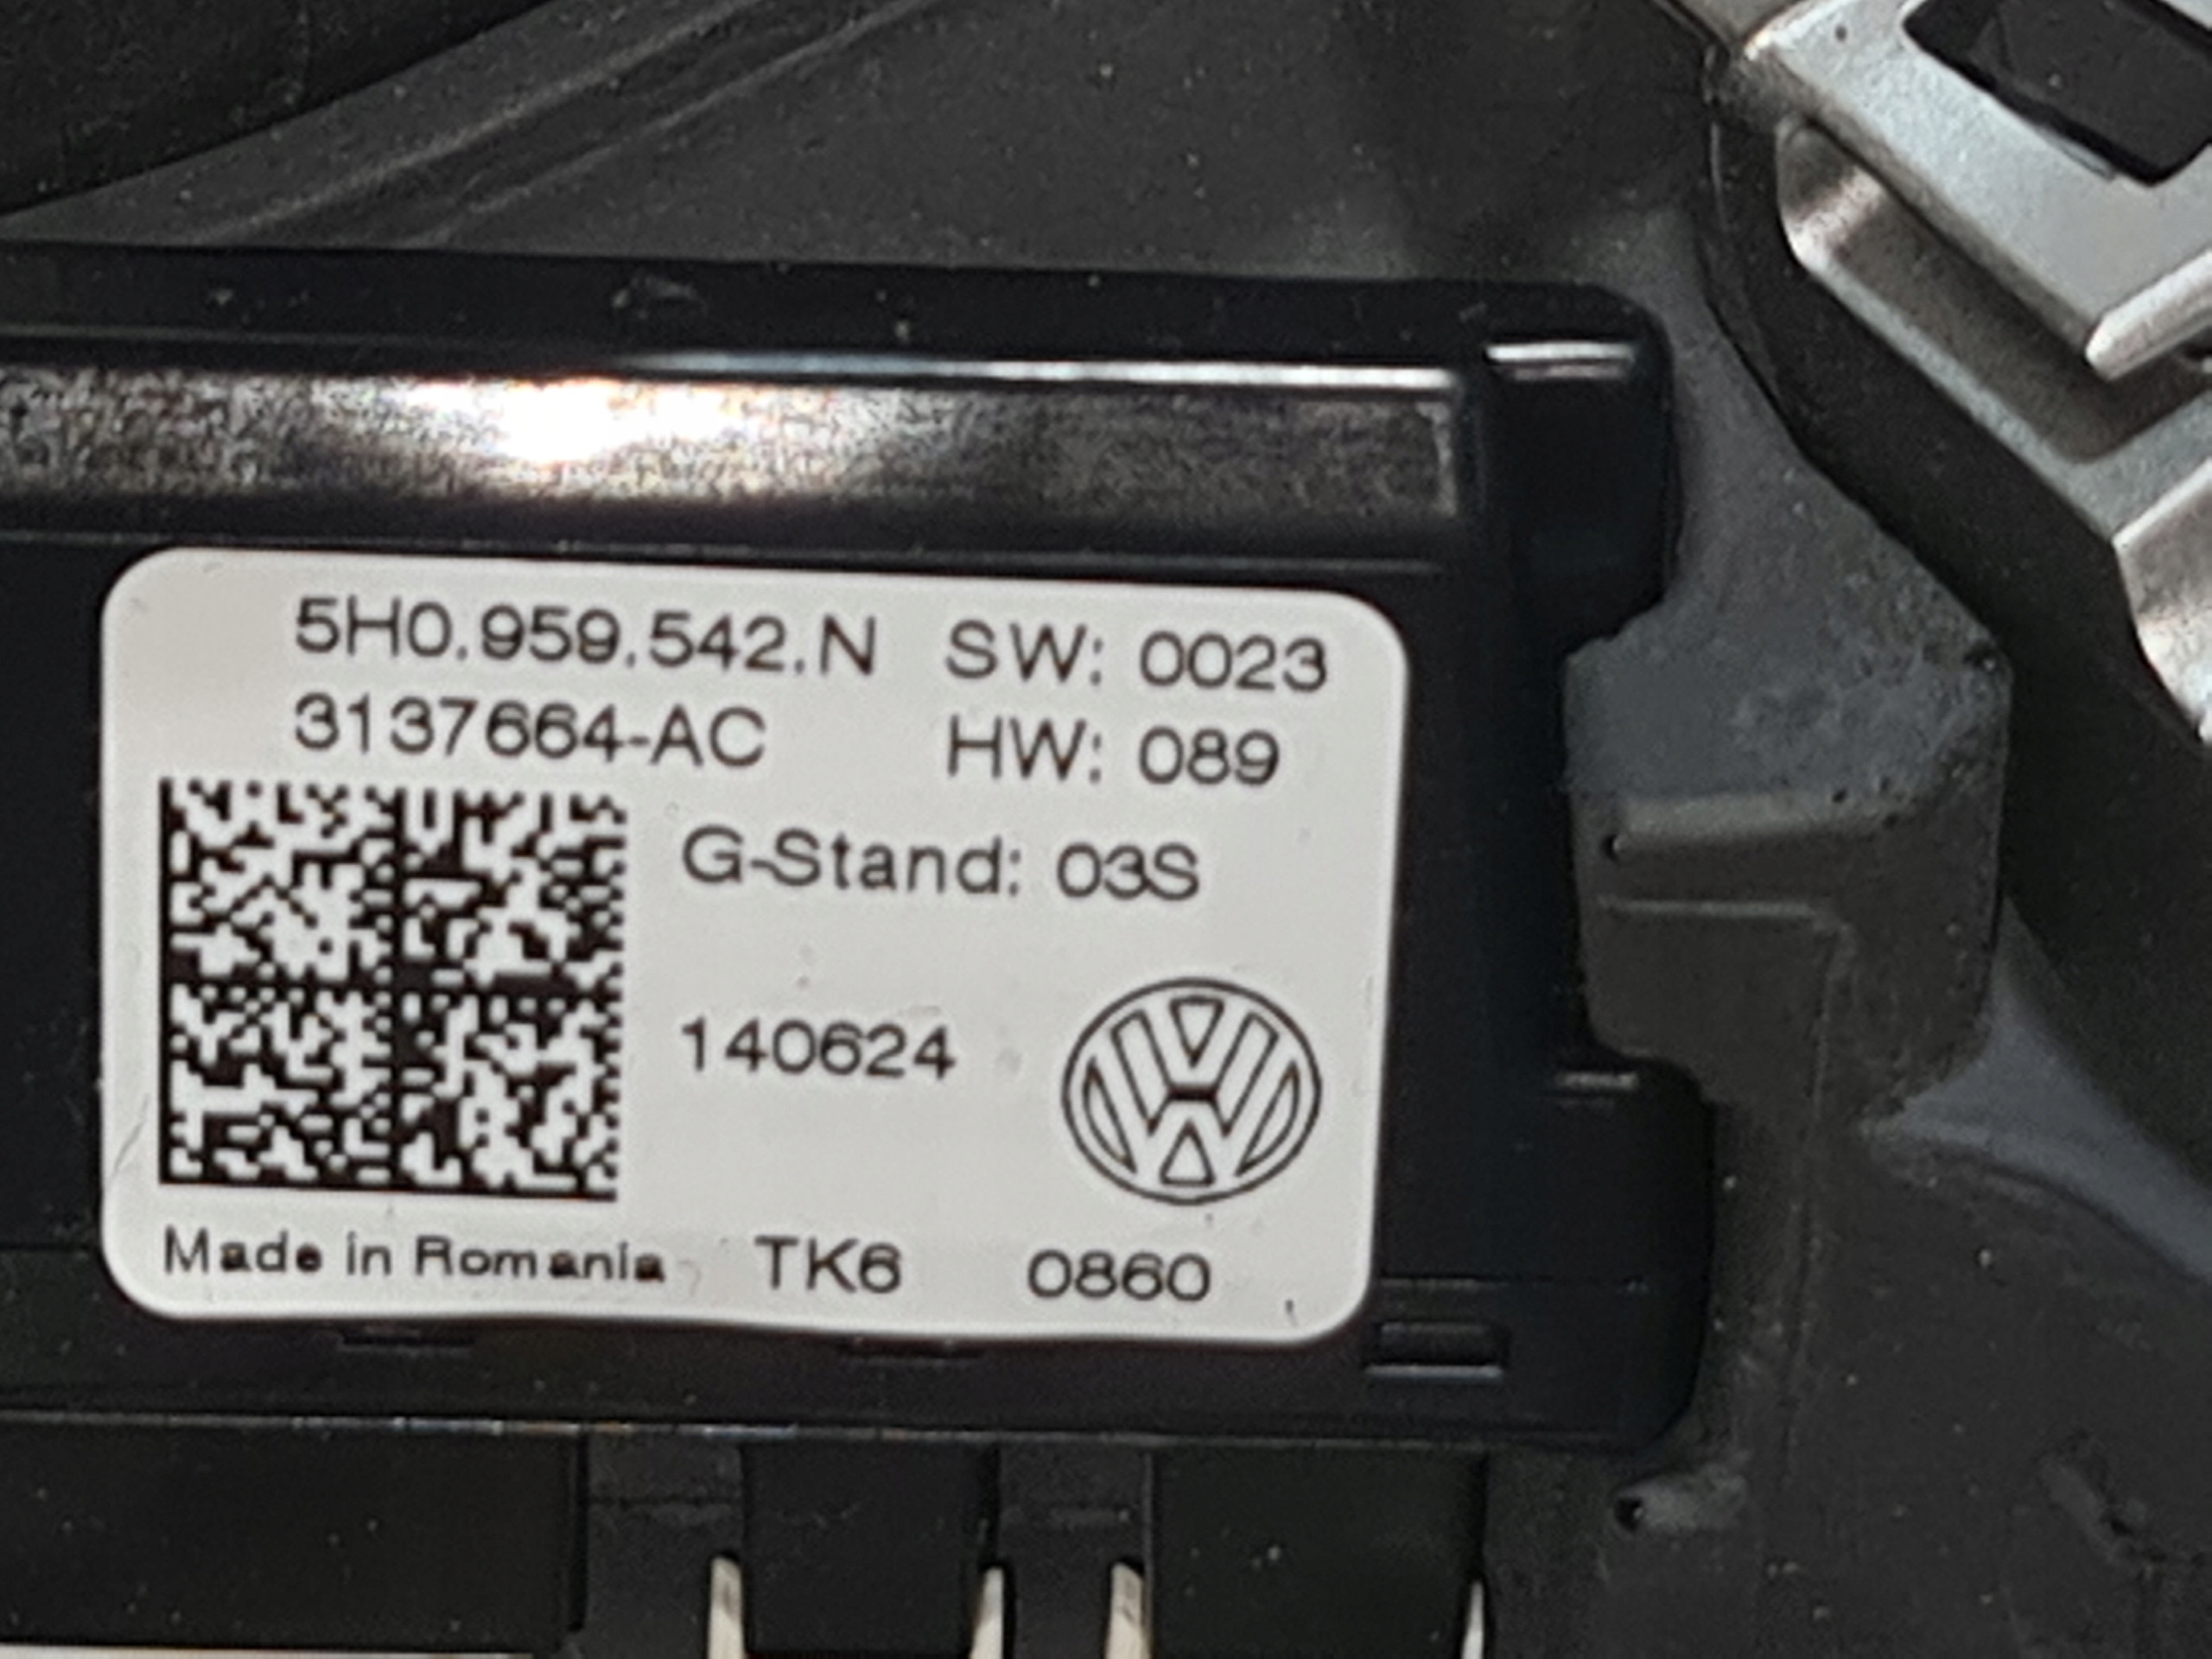 5H0.959.542.N SW: 0023
3137664-AC HW: 089
G-Stand: 03S
140624
Made in Romania TK6 0860